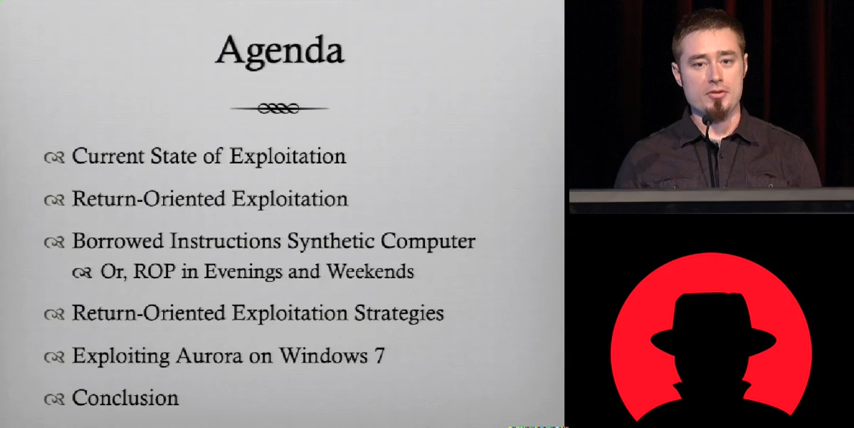 Agenda
Current State of Exploitation
Return-Oriented Exploitation
Borrowed Instructions Synthetic Computer
Or, ROP in Evenings and Weekends
Return-Oriented Exploitation Strategies
Exploiting Aurora on Windows 7
Conclusion